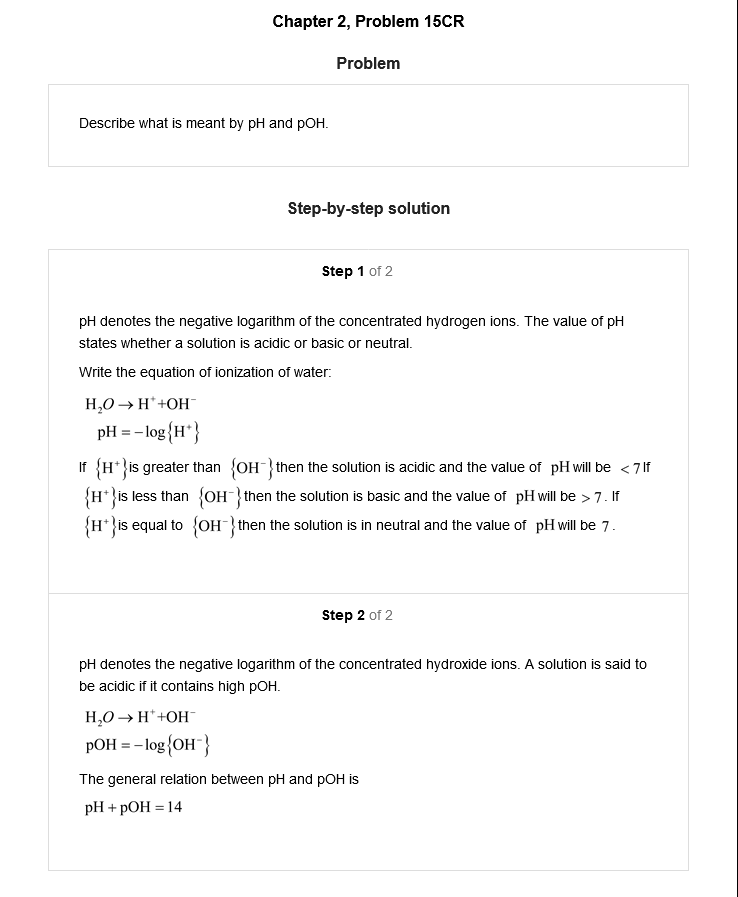 Chapter 2, Problem 15CR
Problem
Describe what is meant by pH and pOH.
Step-by-step solution
Step 1 of 2
pH denotes the negative logarithm of the concentrated hydrogen ions. The value of pH
states whether a solution is acidic or basic or neutral.
Write the equation of ionization of water:
H₂O → H⁺+OH⁻
pH = − log{H⁺}
If {H⁺}is greater than {OH⁻}then the solution is acidic and the value of pH will be < 7 If
{H⁺}is less than {OH⁻}then the solution is basic and the value of pH will be > 7. If
{H⁺}is equal to {OH⁻}then the solution is in neutral and the value of pH will be 7.
Step 2 of 2
pH denotes the negative logarithm of the concentrated hydroxide ions. A solution is said to
be acidic if it contains high pOH.
H₂O → H⁺+OH⁻
pOH = − log{OH⁻}
The general relation between pH and pOH is
pH + pOH = 14